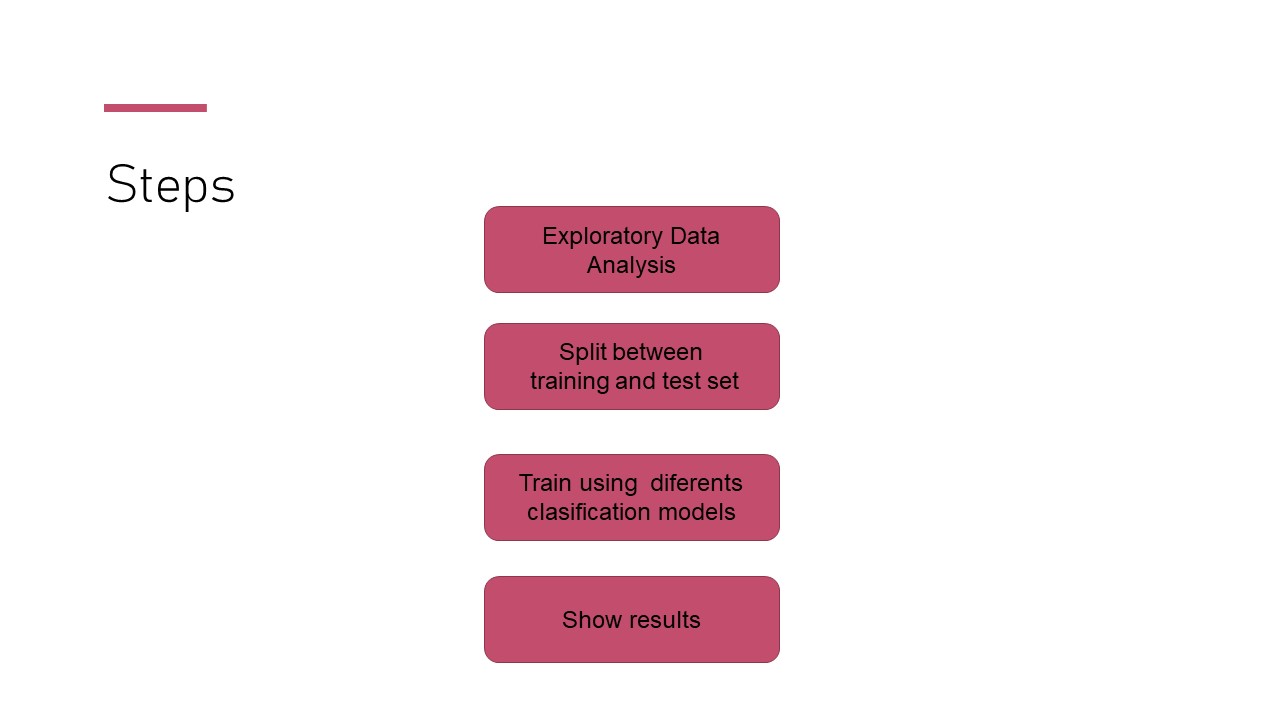 Steps
Exploratory Data
Analysis
Split between
training and test set
Train using  diferents
clasification models
Show results